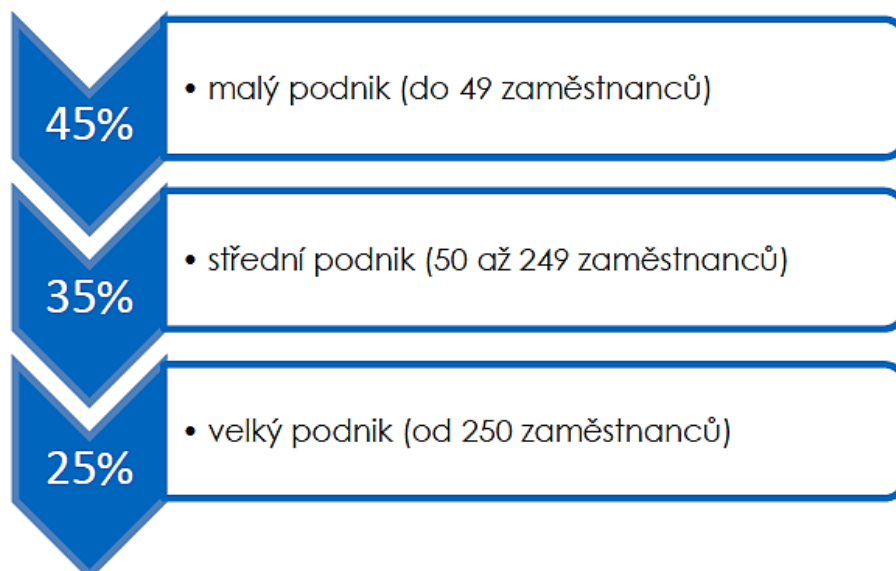 45%
• malý podnik (do 49 zaměstnanců)
35%
• střední podnik (50 až 249 zaměstnanců)
25%
• velký podnik (od 250 zaměstnanců)